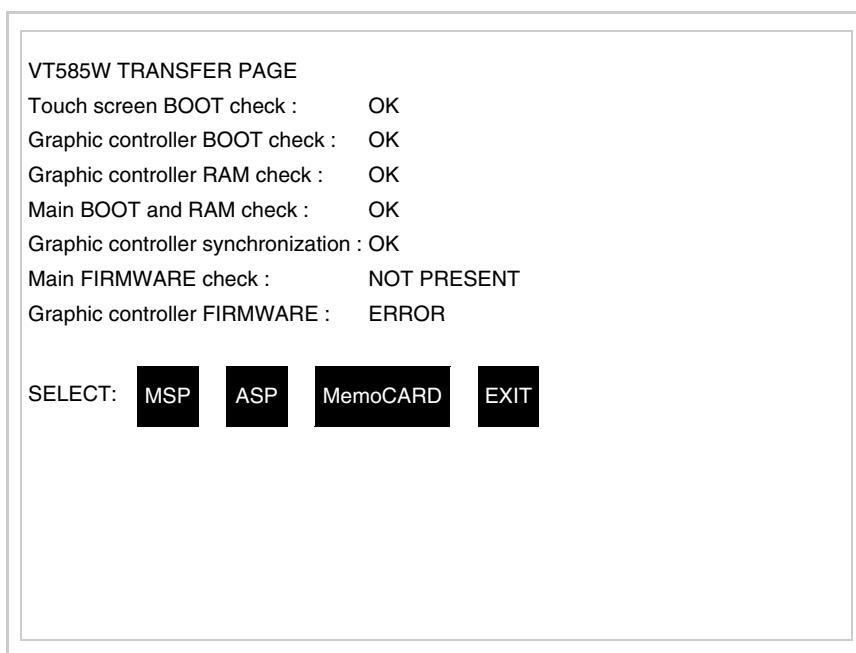 VT585W TRANSFER PAGE
Touch screen BOOT check : OK
Graphic controller BOOT check : OK
Graphic controller RAM check : OK
Main BOOT and RAM check : OK
Graphic controller synchronization : OK
Main FIRMWARE check : NOT PRESENT
Graphic controller FIRMWARE : ERROR
SELECT: MSP ASP MemoCARD EXIT